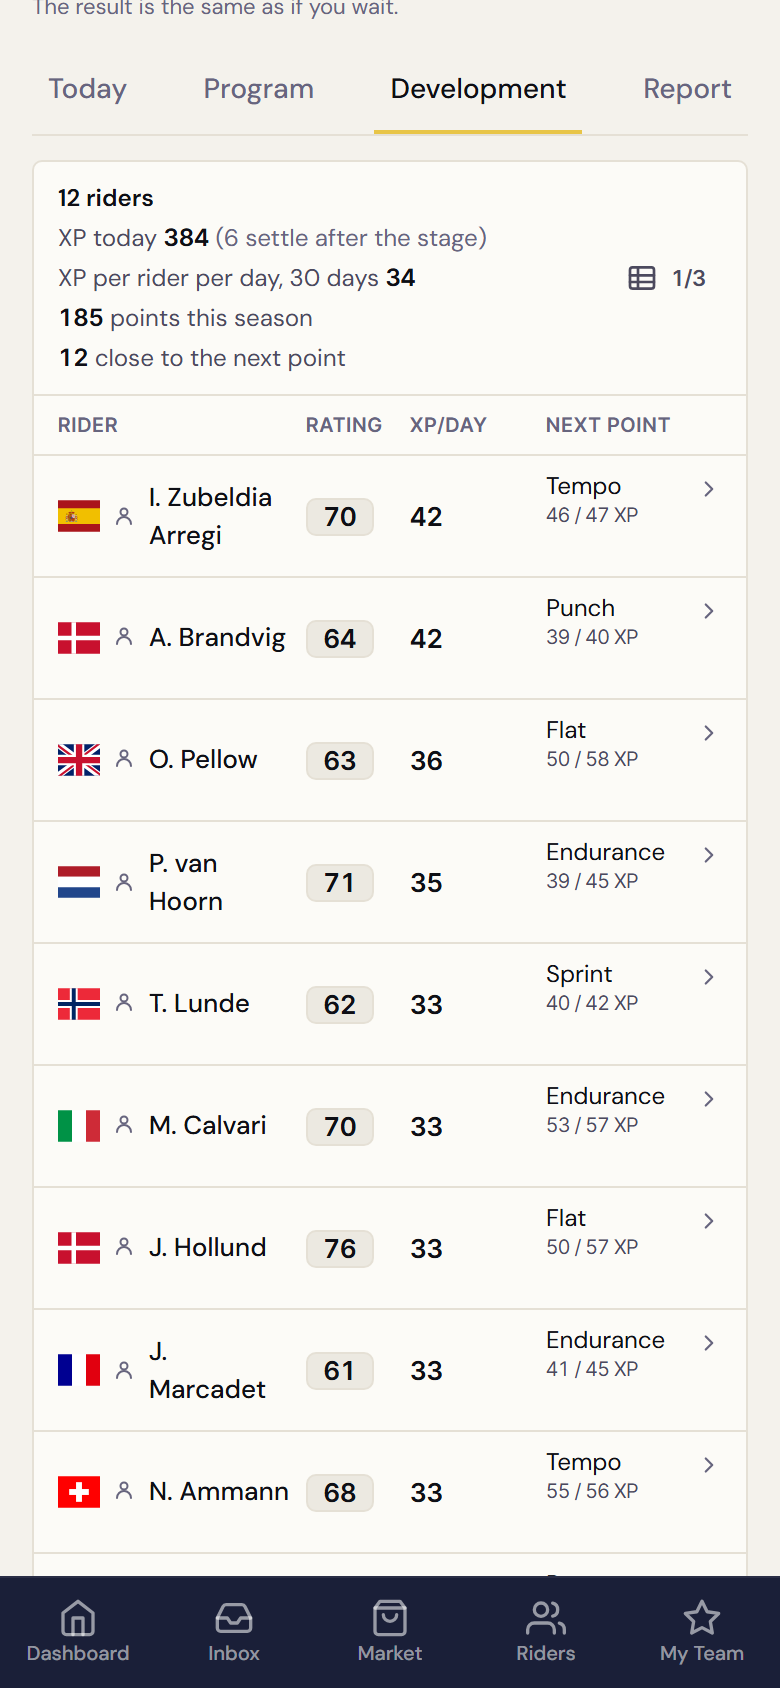 The result is the same as if you wait.
Today Program Development Report
12 riders
XP today 384 (6 settle after the stage)
XP per rider per day, 30 days 34
1/3
185 points this season
12 close to the next point
RIDER RATING XP/DAY NEXT POINT
I. Zubeldia
Arregi
70 42
Tempo
46 / 47 XP
A. Brandvig 64 42
Punch
39 / 40 XP
O. Pellow 63 36
Flat
50 / 58 XP
P. van
Hoorn
71 35
Endurance
39 / 45 XP
T. Lunde 62 33
Sprint
40 / 42 XP
M. Calvari 70 33
Endurance
53 / 57 XP
J. Hollund 76 33
Flat
50 / 57 XP
J.
Marcadet
61 33
Endurance
41 / 45 XP
N. Ammann 68 33
Tempo
55 / 56 XP
Dashboard Inbox Market Riders My Team